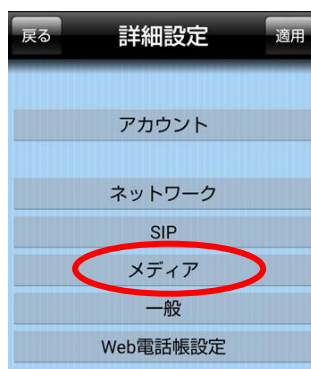 戻る 詳細設定 適用
アカウント
ネットワーク
SIP
メディア
一般
Web電話帳設定